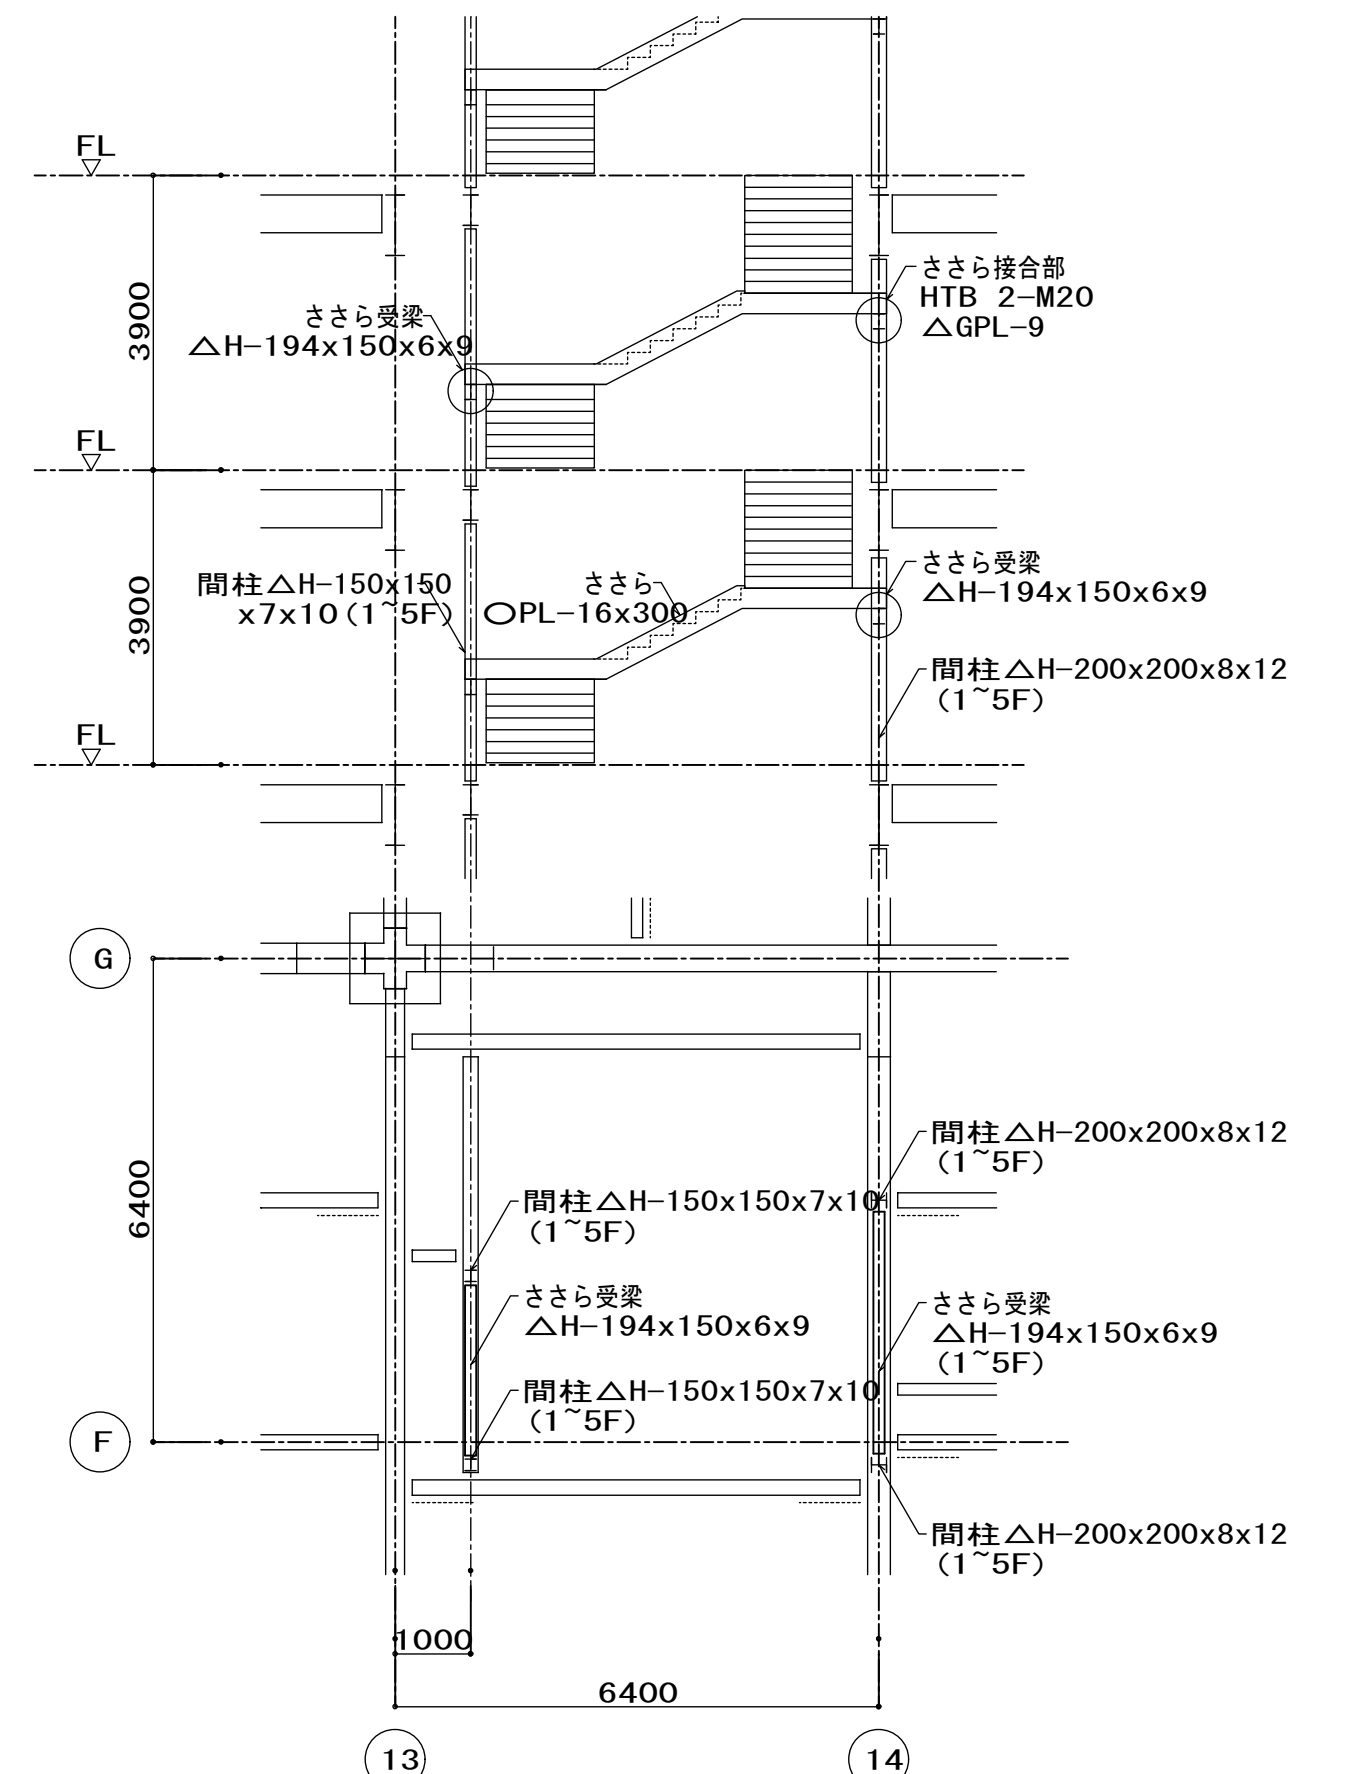 FL
3900
ささら受梁
△H-194x150x6x9
ささら接合部
HTB 2-M20
△GPL-9
FL
3900
間柱△H-150x150
x7x10(1~5F)
ささら
○PL-16x300
ささら受梁
△H-194x150x6x9
間柱△H-200x200x8x12
(1~5F)
FL
G
6400
間柱△H-200x200x8x12
(1~5F)
間柱△H-150x150x7x10
(1~5F)
ささら受梁
△H-194x150x6x9
ささら受梁
△H-194x150x6x9
(1~5F)
間柱△H-150x150x7x10
(1~5F)
F
間柱△H-200x200x8x12
(1~5F)
1000
6400
13
14